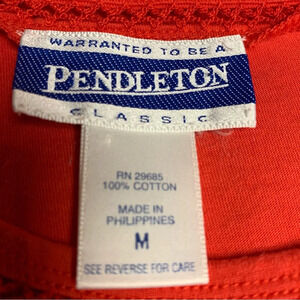 WARRANTED TO BE A
PENDLETON
CLASSIC
RN 29685
100% COTTON
MADE IN
PHILIPPINES
M
SEE REVERSE FOR CARE